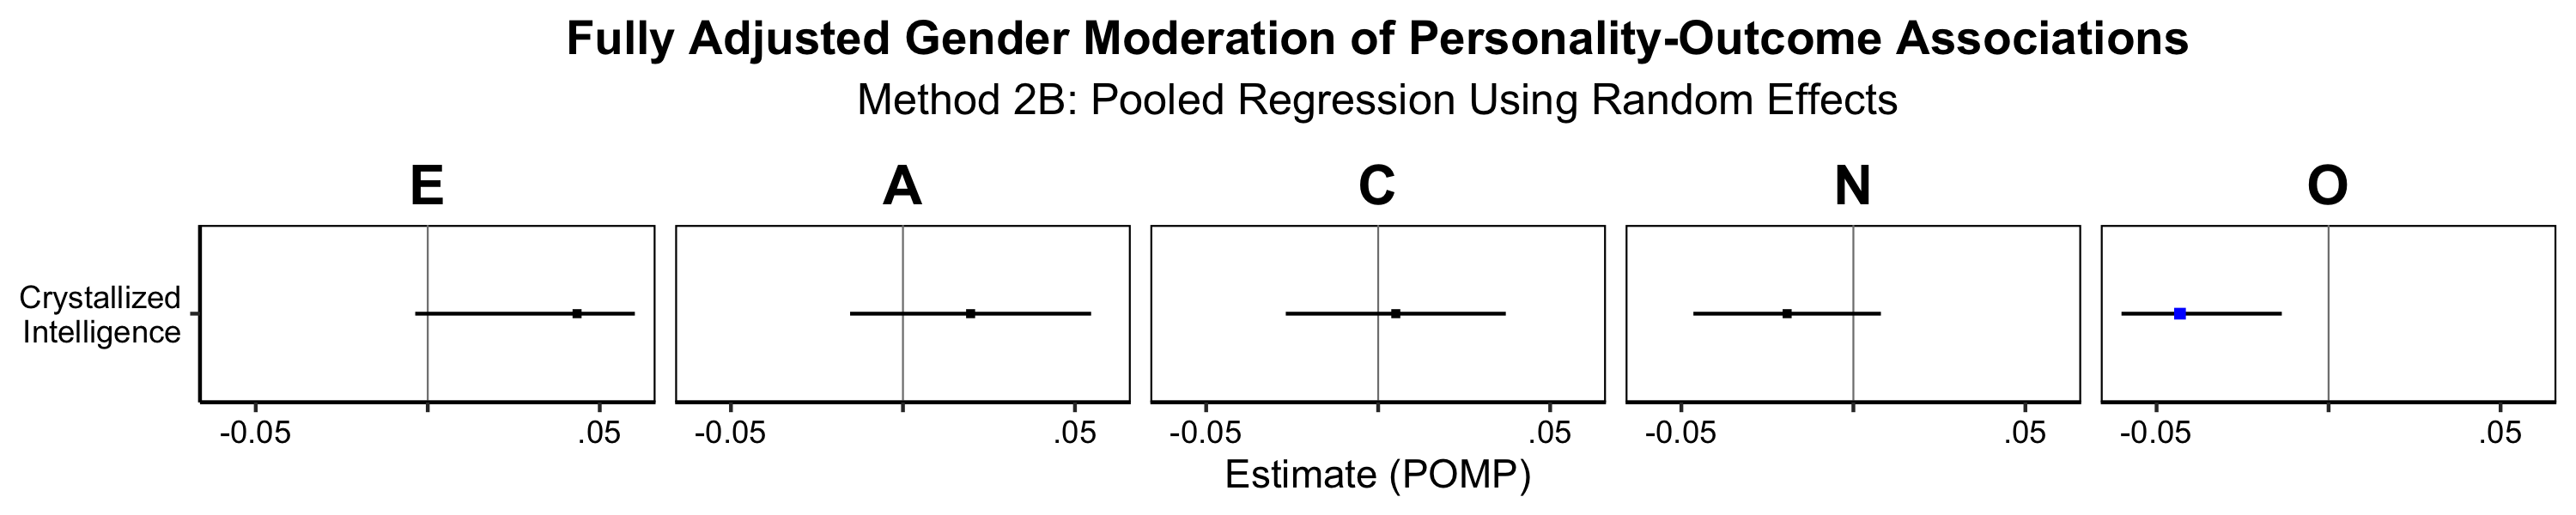 Fully Adjusted Gender Moderation of Personality-Outcome Associations
Method 2B: Pooled Regression Using Random Effects
E A C N O
Crystallized
Intelligence
-0.05 .05 -0.05 .05 -0.05 .05 -0.05 .05 -0.05 .05
Estimate (POMP)